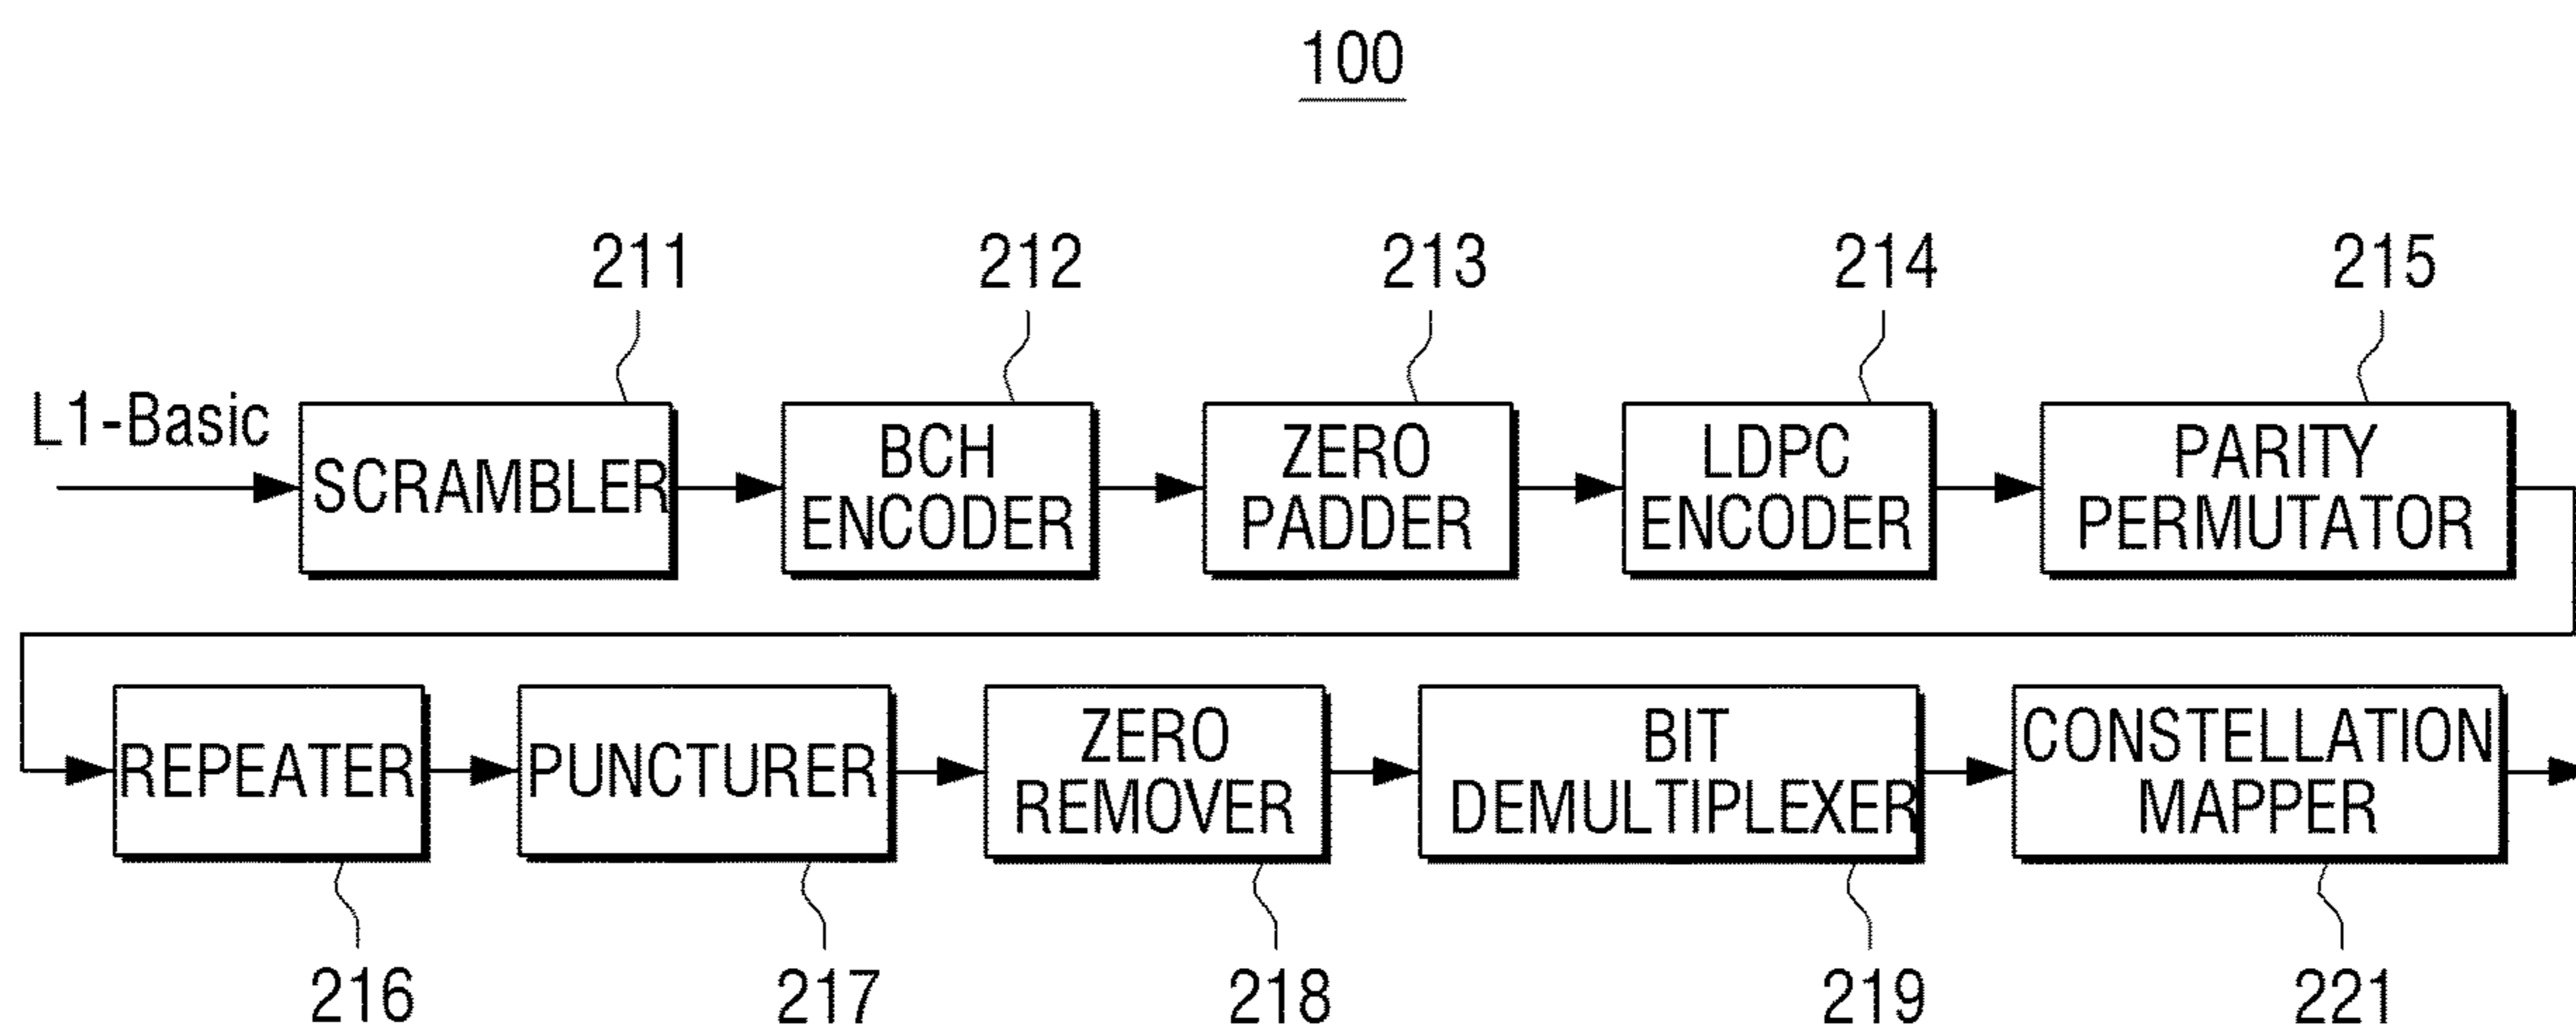 100
211
212
213
214
215
L1-Basic
SCRAMBLER
BCH
ENCODER
ZERO
PADDER
LDPC
ENCODER
PARITY
PERMUTATOR
REPEATER
PUNCTURER
ZERO
REMOVER
BIT
DEMULTIPLEXER
CONSTELLATION
MAPPER
216
217
218
219
221